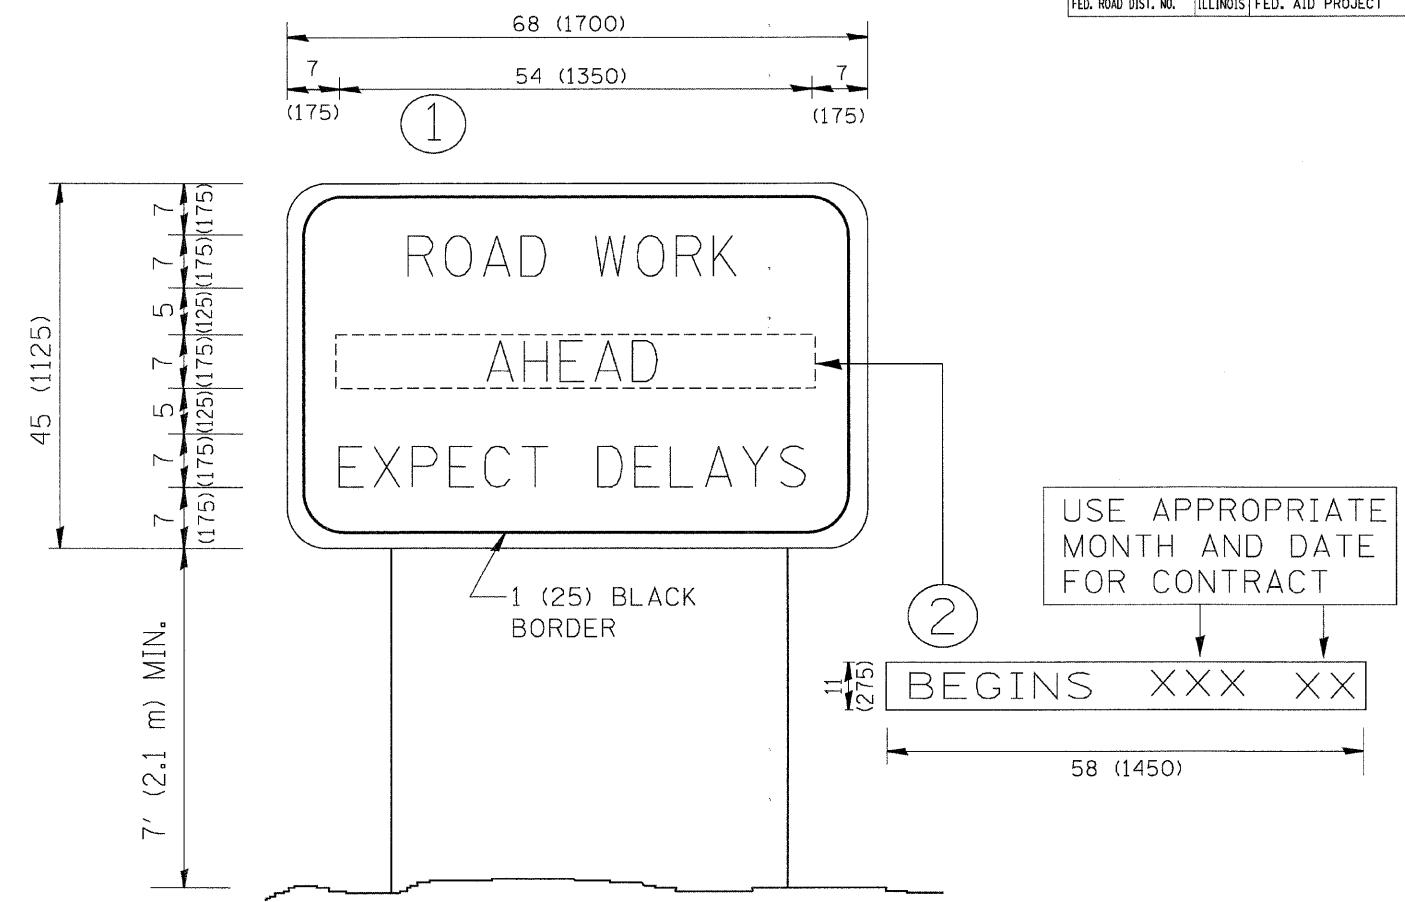 FED. ROAD DIST. NO. ILLINOIS FED. AID PROJECT
68 (1700)
7 54 (1350) 7
(175) (175)
1
45 (1125)
7 (175)
7 (175)
5 (125)
7 (175)
5 (125)
7 (175)
7 (175)
ROAD WORK
AHEAD
EXPECT DELAYS
1 (25) BLACK
BORDER
7' (2.1 m) MIN.
2
USE APPROPRIATE
MONTH AND DATE
FOR CONTRACT
11 (275)
BEGINS XXX XX
58 (1450)